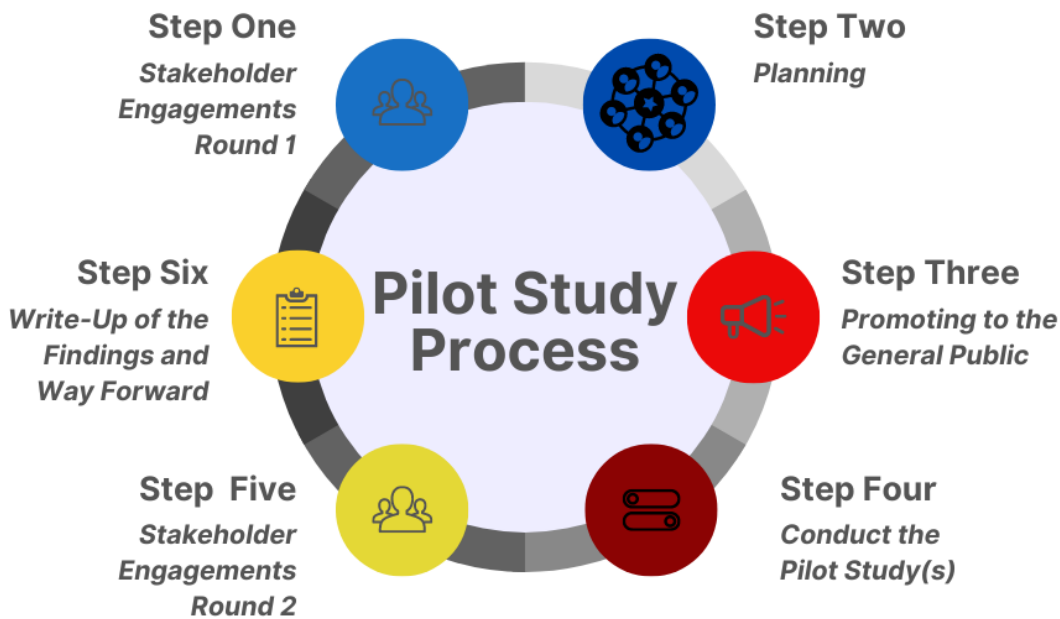 Step One
Stakeholder
Engagements
Round 1
Step Two
Planning
Step Three
Promoting to the
General Public
Step Four
Conduct the
Pilot Study(s)
Step Five
Stakeholder
Engagements
Round 2
Step Six
Write-Up of the
Findings and
Way Forward
Pilot Study
Process